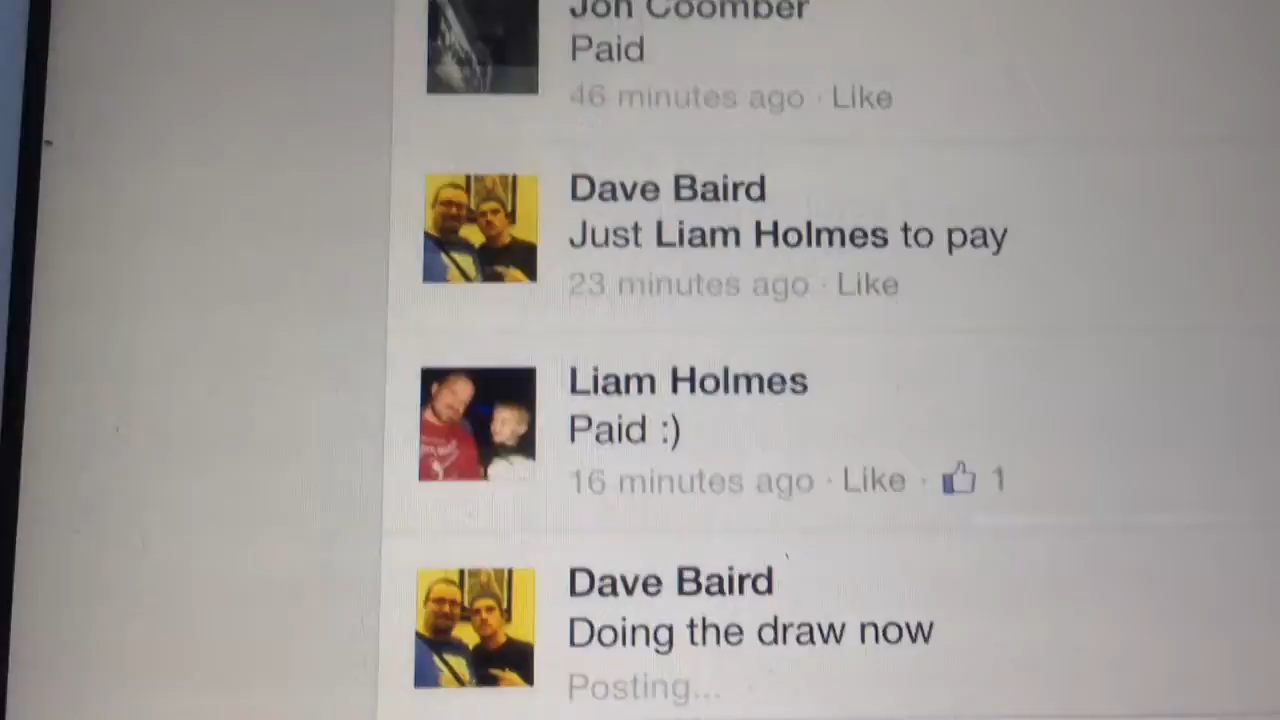 Jon Coomber
Paid
46 minutes ago · Like
Dave Baird
Just Liam Holmes to pay
23 minutes ago · Like
Liam Holmes
Paid :)
16 minutes ago · Like · 1
Dave Baird
Doing the draw now
Posting...